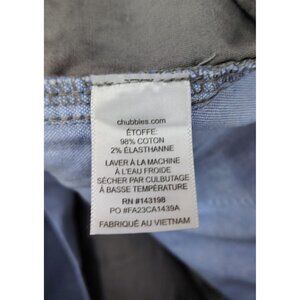 chubbies.com
ÉTOFFE:
98% COTON
2% ÉLASTHANNE
LAVER À LA MACHINE
À L'EAU FROIDE
SÉCHER PAR CULBUTAGE
À BASSE TEMPÉRATURE
RN #143198
PO #FA23CA1439A
FABRIQUÉ AU VIETNAM